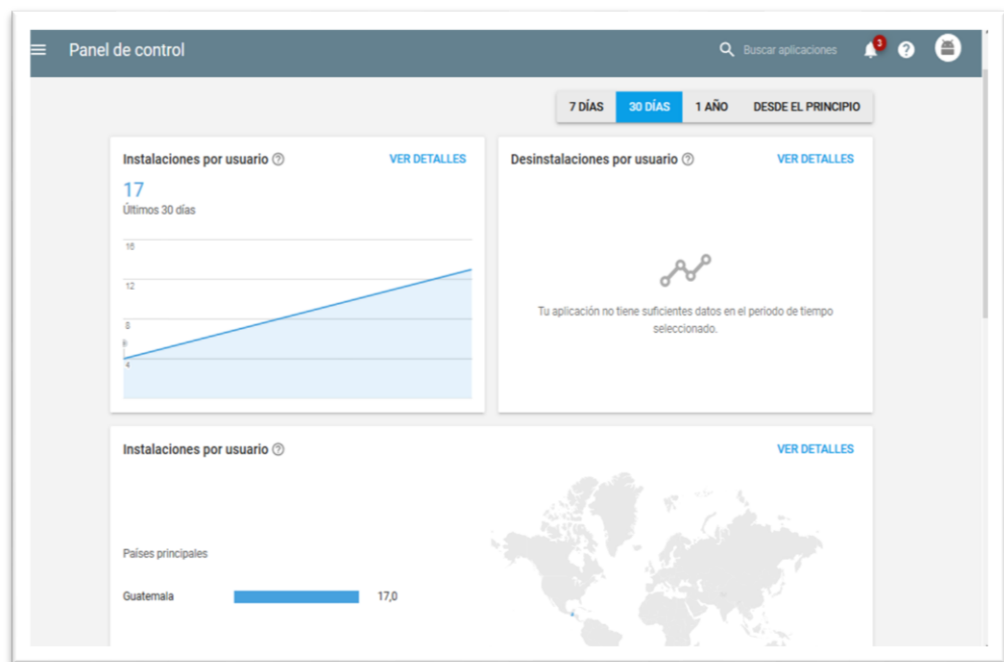 Panel de control
Buscar aplicaciones
3
7 DÍAS
30 DÍAS
1 AÑO
DESDE EL PRINCIPIO
Instalaciones por usuario
VER DETALLES
17
Últimos 30 días
16
12
8
4
Desinstalaciones por usuario
VER DETALLES
Tu aplicación no tiene suficientes datos en el periodo de tiempo
seleccionado.
Instalaciones por usuario
VER DETALLES
Países principales
Guatemala
17,0